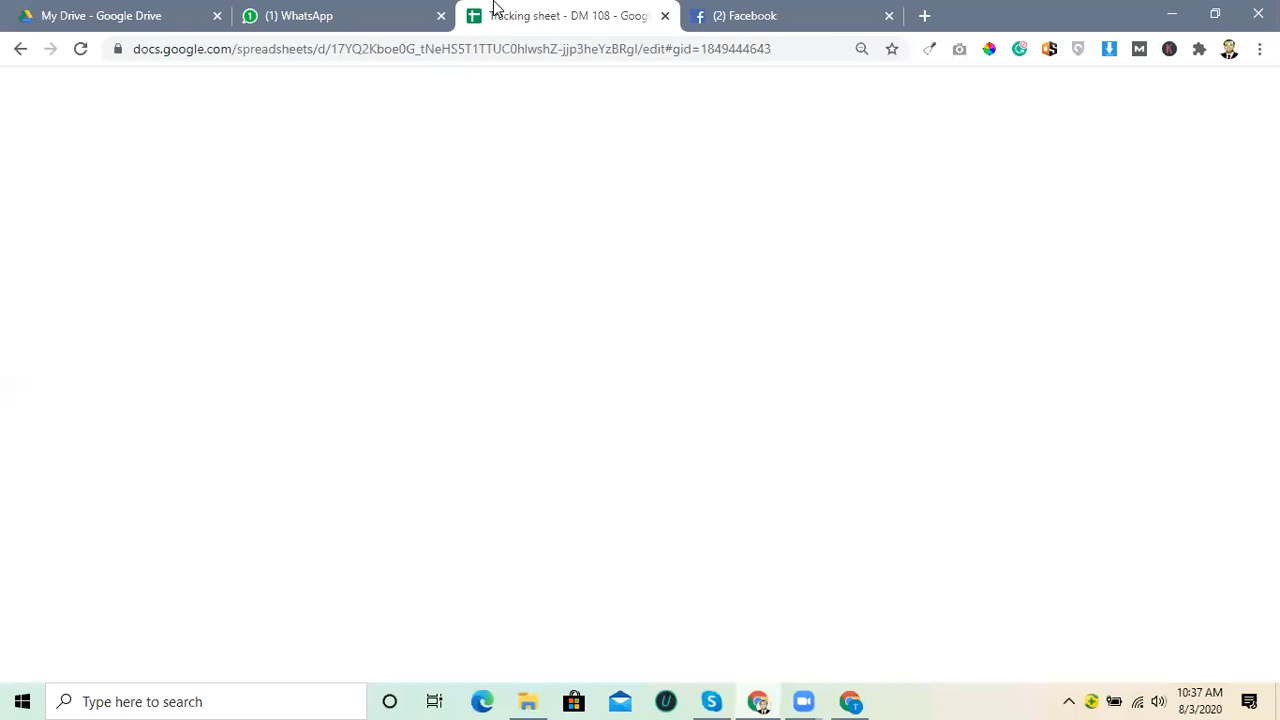 My Drive - Google Drive
(1) WhatsApp
Tracking sheet - DM 108 - Goog
(2) Facebook
docs.google.com/spreadsheets/d/17YQ2Kboe0G_tNeHS5T1TTUC0hlwshZ-jjp3heYzBRgI/edit#gid=1849444643
Type here to search
10:37 AM
8/3/2020